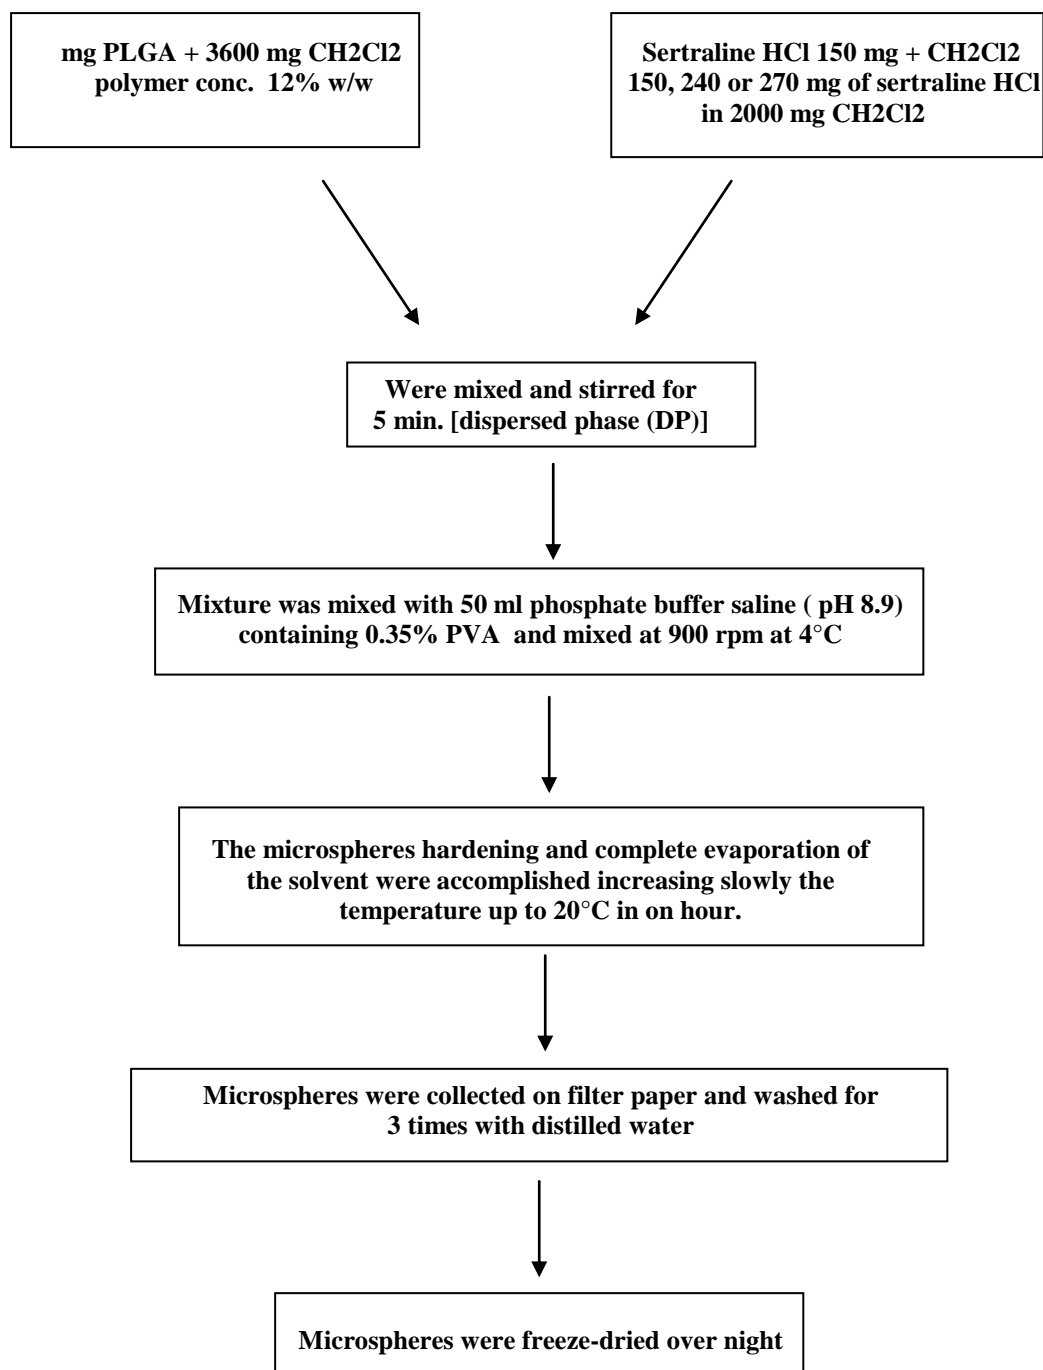 mg PLGA + 3600 mg CH2Cl2
polymer conc. 12% w/w
Sertraline HCl 150 mg + CH2Cl2
150, 240 or 270 mg of sertraline HCl
in 2000 mg CH2Cl2
Were mixed and stirred for
5 min. [dispersed phase (DP)]
Mixture was mixed with 50 ml phosphate buffer saline ( pH 8.9)
containing 0.35% PVA and mixed at 900 rpm at 4°C
The microspheres hardening and complete evaporation of
the solvent were accomplished increasing slowly the
temperature up to 20°C in on hour.
Microspheres were collected on filter paper and washed for
3 times with distilled water
Microspheres were freeze-dried over night